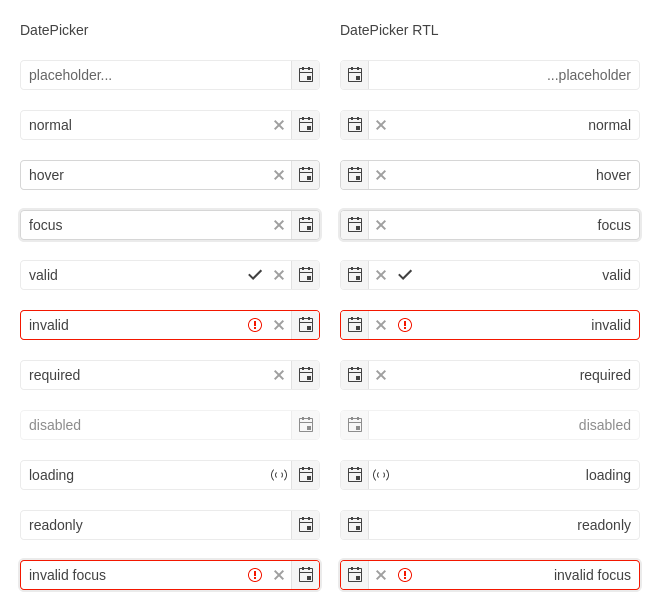 DatePicker
DatePicker RTL
placeholder...
...placeholder
normal
normal
hover
hover
focus
focus
valid
valid
invalid
invalid
required
required
disabled
disabled
loading
loading
readonly
readonly
invalid focus
invalid focus